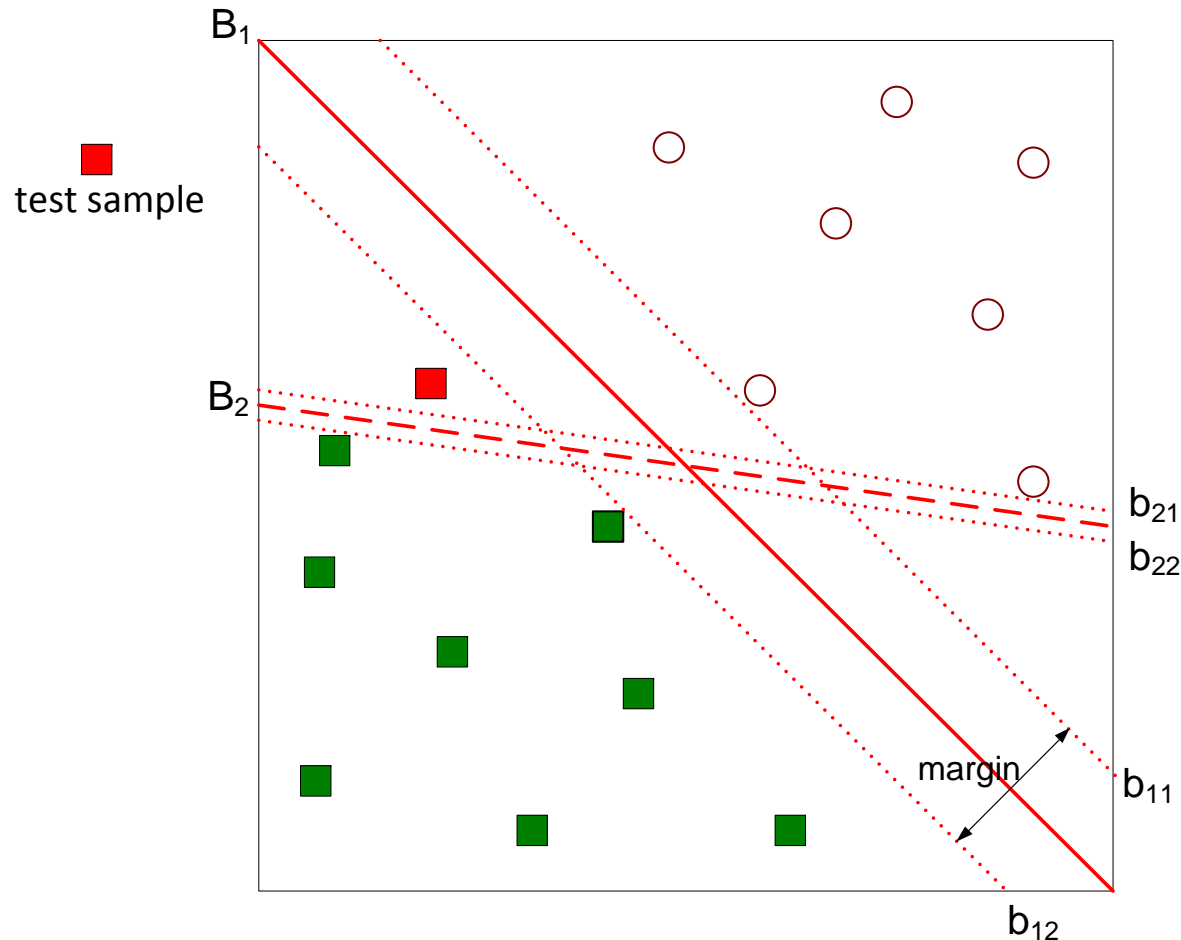 B₁
test sample
B₂
b₂₁
b₂₂
margin
b₁₁
b₁₂